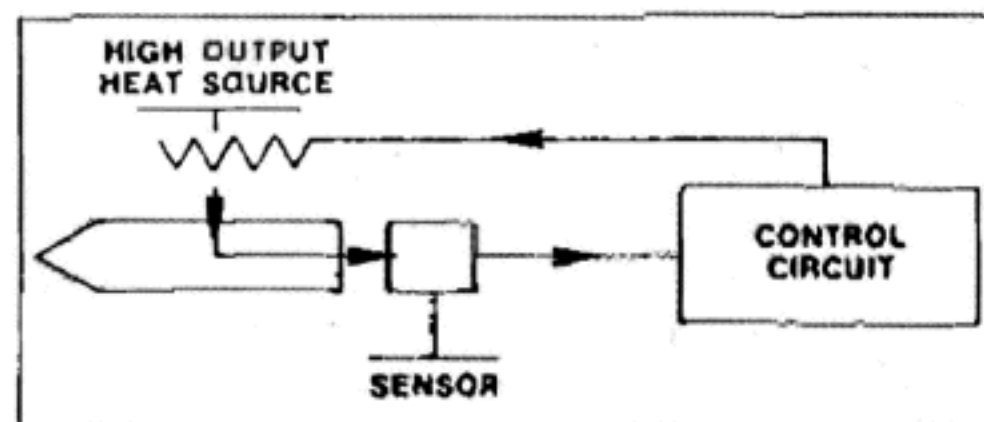 HIGH OUTPUT
HEAT SOURCE
CONTROL
CIRCUIT
SENSOR